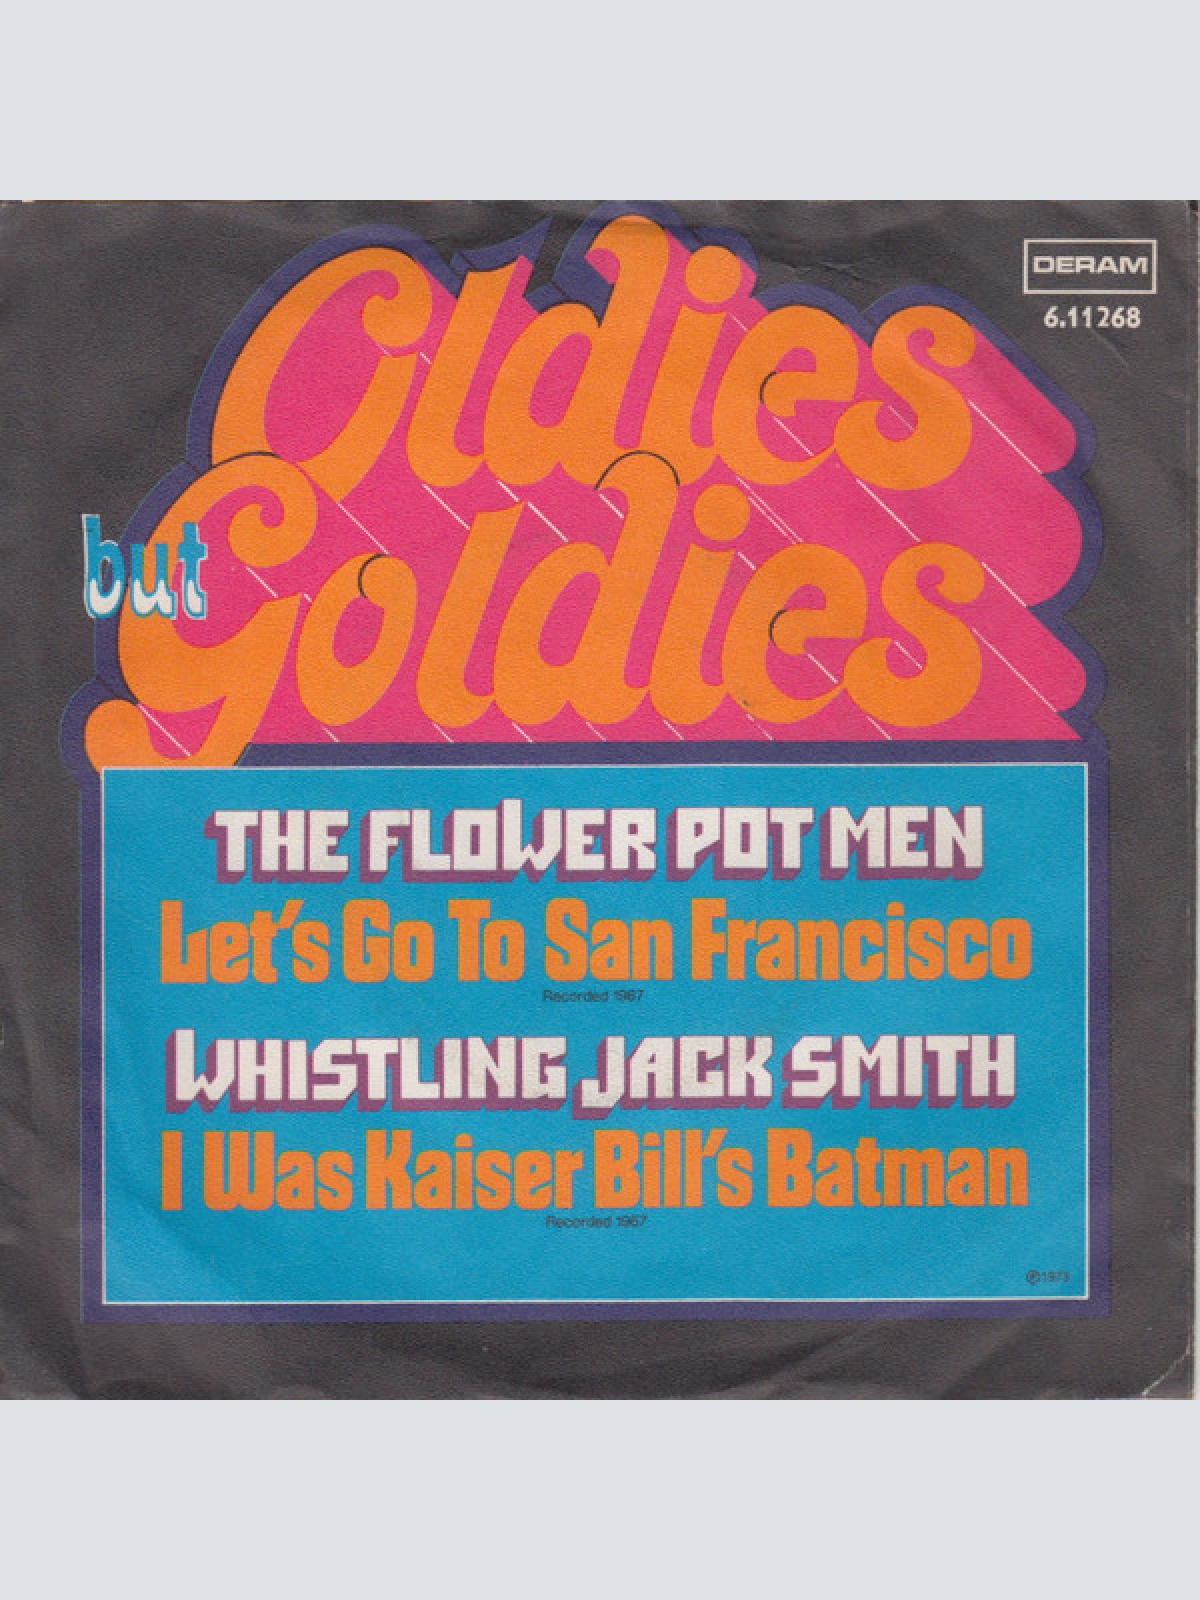 DERAM
6.11268
Oldies
but
Goldies
THE FLOWER POT MEN
Let's Go To San Francisco
Recorded 1967
WHISTLING JACK SMITH
I Was Kaiser Bill's Batman
Recorded 1967
℗1973